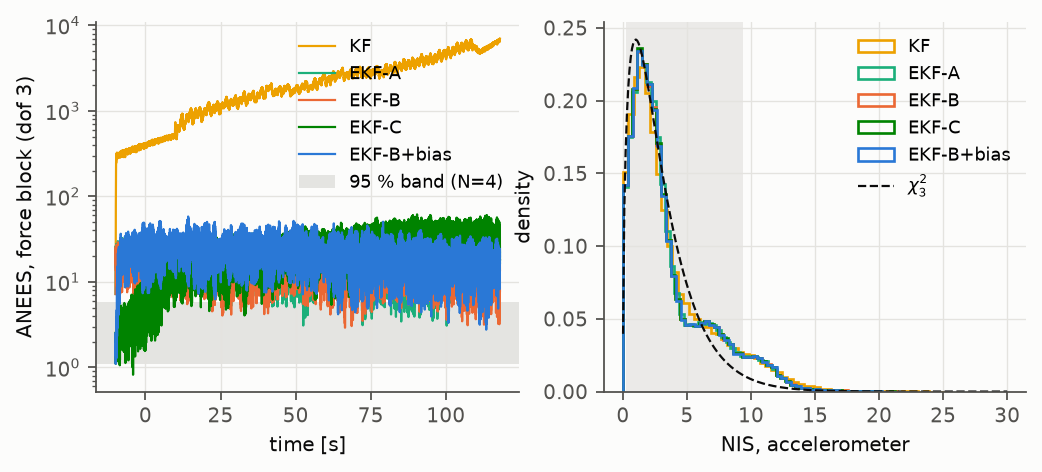 ANEES, force block (dof 3)
10⁴
10³
10²
10¹
10⁰
0
25
50
75
100
time [s]
KF
EKF-A
EKF-B
EKF-C
EKF-B+bias
95 % band (N=4)
density
0.25
0.20
0.15
0.10
0.05
0.00
0
5
10
15
20
25
30
NIS, accelerometer
KF
EKF-A
EKF-B
EKF-C
EKF-B+bias
χ²₃